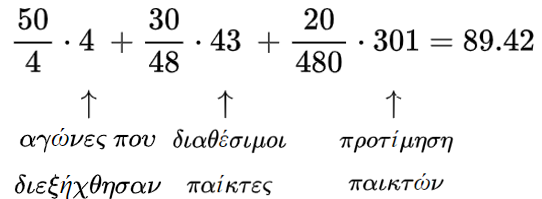 50/4 · 4 + 30/48 · 43 + 20/480 · 301 = 89.42
↑ ↑ ↑
αγώνες που διαθέσιμοι προτίμηση
διεξήχθησαν παίκτες παικτών